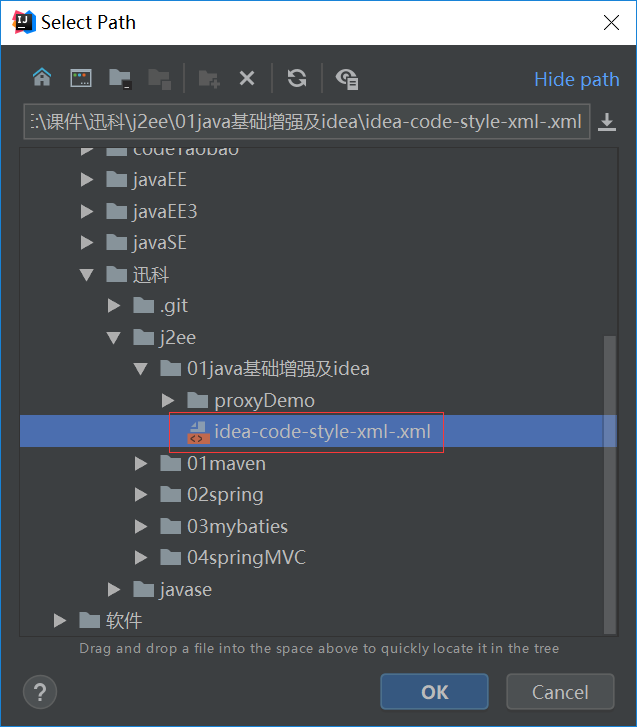 Select Path
Hide path
:\课件\迅科\j2ee\01java基础增强及idea\idea-code-style-xml-.xml
codeTaobao
javaEE
javaEE3
javaSE
迅科
.git
j2ee
01java基础增强及idea
proxyDemo
idea-code-style-xml-.xml
01maven
02spring
03mybaties
04springMVC
javase
软件
Drag and drop a file into the space above to quickly locate it in the tree
?
OK
Cancel